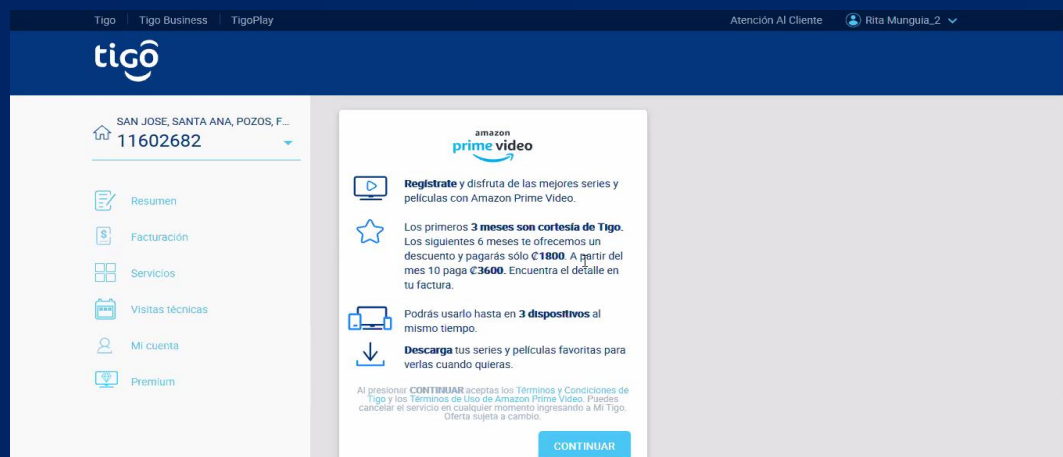 Tigo Tigo Business TigoPlay Atención Al Cliente Rita Munguia_2
tigo
SAN JOSE, SANTA ANA, POZOS, F...
11602682
Resumen
Facturación
Servicios
Visitas técnicas
Mi cuenta
Premium
amazon
prime video
Regístrate y disfruta de las mejores series y
películas con Amazon Prime Video.
Los primeros 3 meses son cortesía de Tigo.
Los siguientes 6 meses te ofrecemos un
descuento y pagarás sólo ₡1800. A partir del
mes 10 paga ₡3600. Encuentra el detalle en
tu factura.
Podrás usarlo hasta en 3 dispositivos al
mismo tiempo.
Descarga tus series y películas favoritas para
verlas cuando quieras.
Al presionar CONTINUAR aceptas los Términos y Condiciones de
Tigo y los Términos de Uso de Amazon Prime Video. Puedes
cancelar el servicio en cualquier momento ingresando a Mi Tigo.
Oferta sujeta a cambio.
CONTINUAR